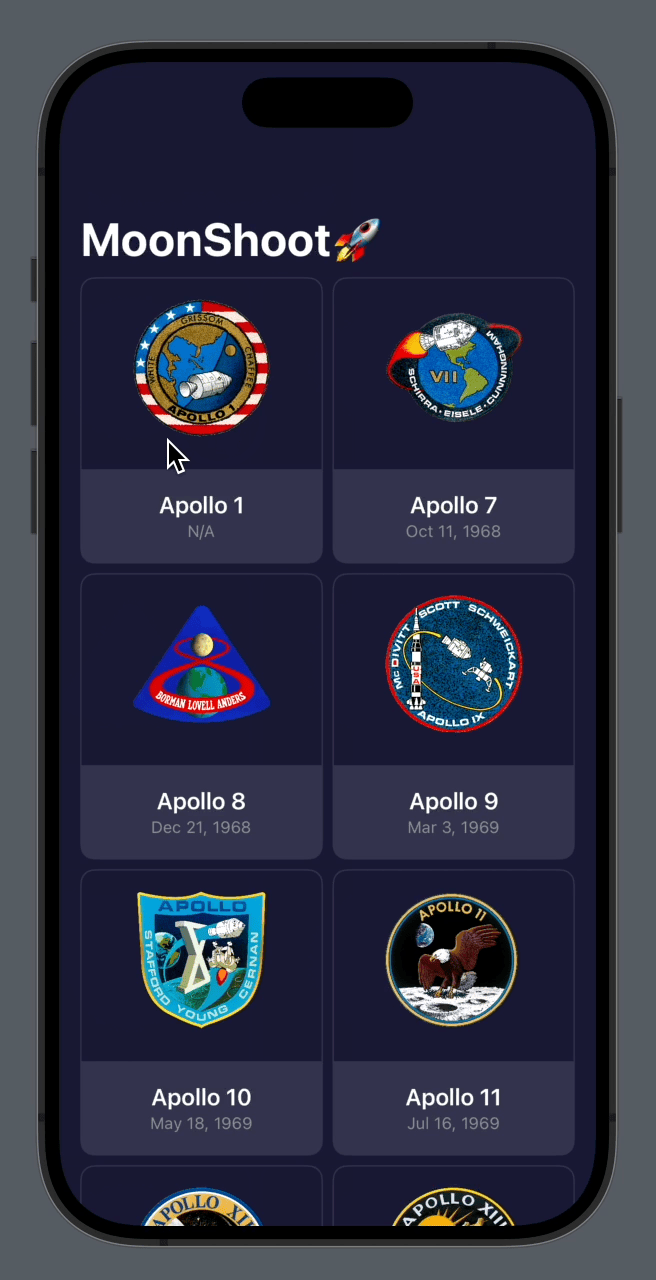 MoonShoot🚀
GRISSOM
WHITE
CHAFFEE
APOLLO 1
Apollo 1
N/A
VII
SCHIRRA • EISELE • CUNNINGHAM
Apollo 7
Oct 11, 1968
BORMAN LOVELL ANDERS
Apollo 8
Dec 21, 1968
McDIVITT SCOTT SCHWEICKART
USA
APOLLO IX
Apollo 9
Mar 3, 1969
APOLLO
X
STAFFORD YOUNG CERNAN
Apollo 10
May 18, 1969
APOLLO 11
Apollo 11
Jul 16, 1969
APOLLO XII
APOLLO XIII